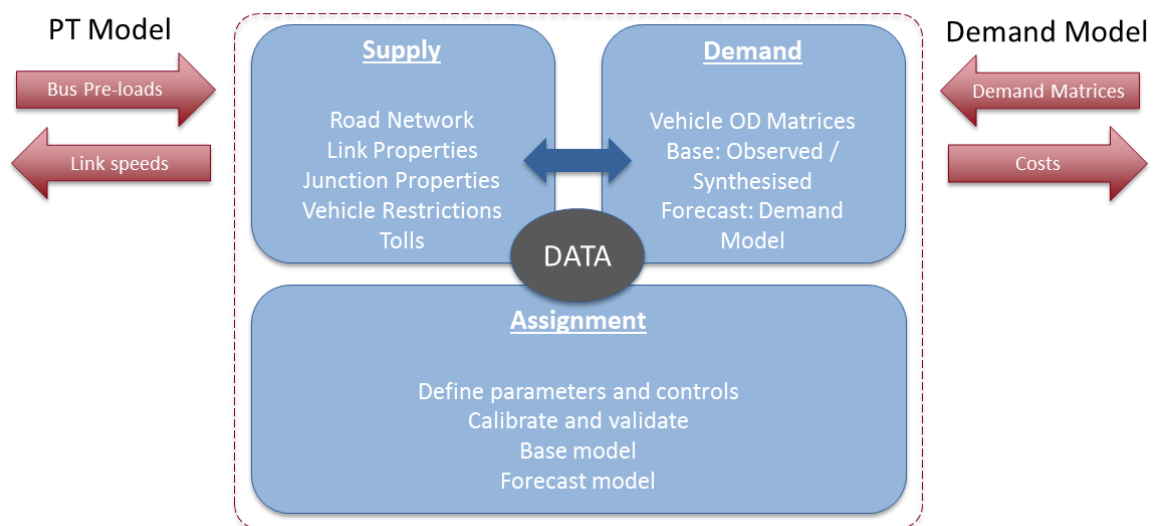 PT Model
Bus Pre-loads
Link speeds
Supply
Road Network
Link Properties
Junction Properties
Vehicle Restrictions
Tolls
Demand
Vehicle OD Matrices
Base: Observed /
Synthesised
Forecast: Demand
Model
DATA
Assignment
Define parameters and controls
Calibrate and validate
Base model
Forecast model
Demand Model
Demand Matrices
Costs